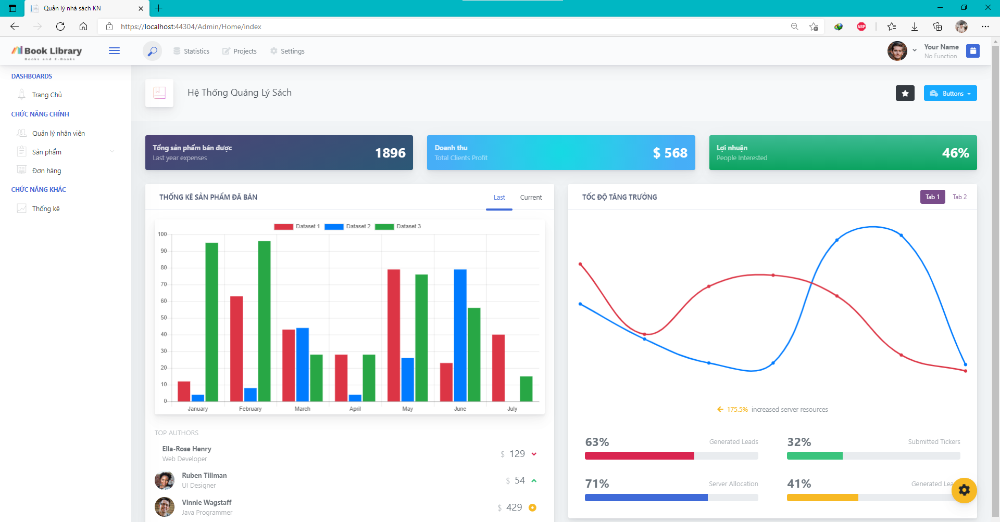 Quản lý nhà sách KN
https://localhost:44304/Admin/Home/index
ABP
Book Library
Books and E-Books
Statistics
Projects
Settings
Your Name
No Function
DASHBOARDS
Trang Chủ
CHỨC NĂNG CHÍNH
Quản lý nhân viên
Sản phẩm
Đơn hàng
CHỨC NĂNG KHÁC
Thống kê
Hệ Thống Quảng Lý Sách
Buttons
Tổng sản phẩm bán được
Last year expenses
1896
Doanh thu
Total Clients Profit
$ 568
Lợi nhuận
People Interested
46%
THỐNG KÊ SẢN PHẨM ĐÃ BÁN
Last
Current
Dataset 1
Dataset 2
Dataset 3
100
90
80
70
60
50
40
30
20
10
0
January
February
March
April
May
June
July
TOP AUTHORS
Ella-Rose Henry
Web Developer
$ 129
Ruben Tillman
UI Designer
$ 54
Vinnie Wagstaff
Java Programmer
$ 429
TỐC ĐỘ TĂNG TRƯỞNG
Tab 1
Tab 2
175.5% increased server resources
63%
Generated Leads
32%
Submitted Tickers
71%
Server Allocation
41%
Generated Lea